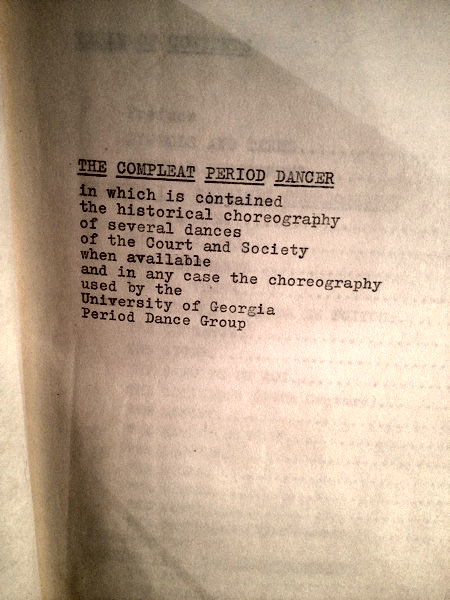 THE COMPLEAT PERIOD DANCER
in which is contained
the historical choreography
of several dances
of the Court and Society
when available
and in any case the choreography
used by the
University of Georgia
Period Dance Group